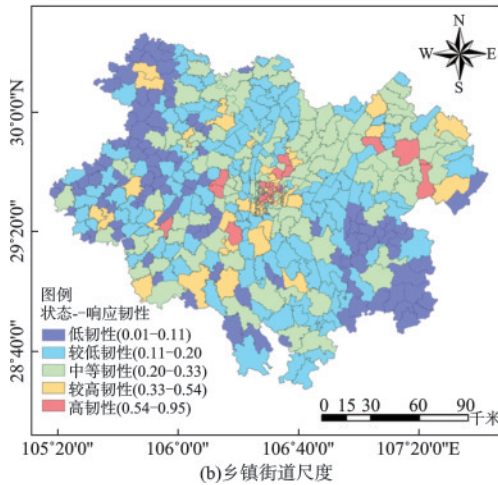 N
W E
S
30°0'0"N
29°20'0"N
28°40'0"N
图例
状态-响应韧性
低韧性(0.01-0.11)
较低韧性(0.11-0.20
中等韧性(0.20-0.33)
较高韧性(0.33-0.54)
高韧性(0.54-0.95)
0 15 30 60 90
千米
105°20'0"E 106°0'0" 106°40'0" 107°20'0"E
(b)乡镇街道尺度